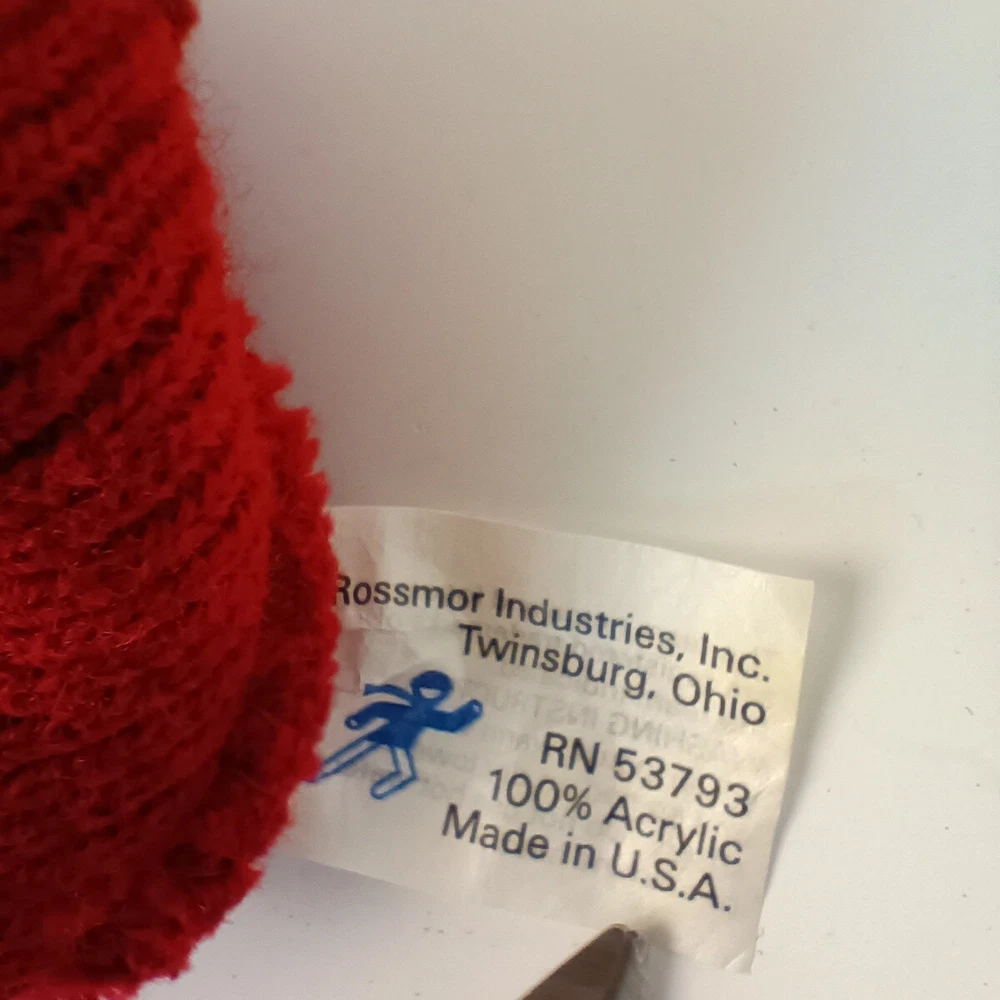 Rossmor Industries, Inc.
Twinsburg, Ohio
RN 53793
100% Acrylic
Made in U.S.A.